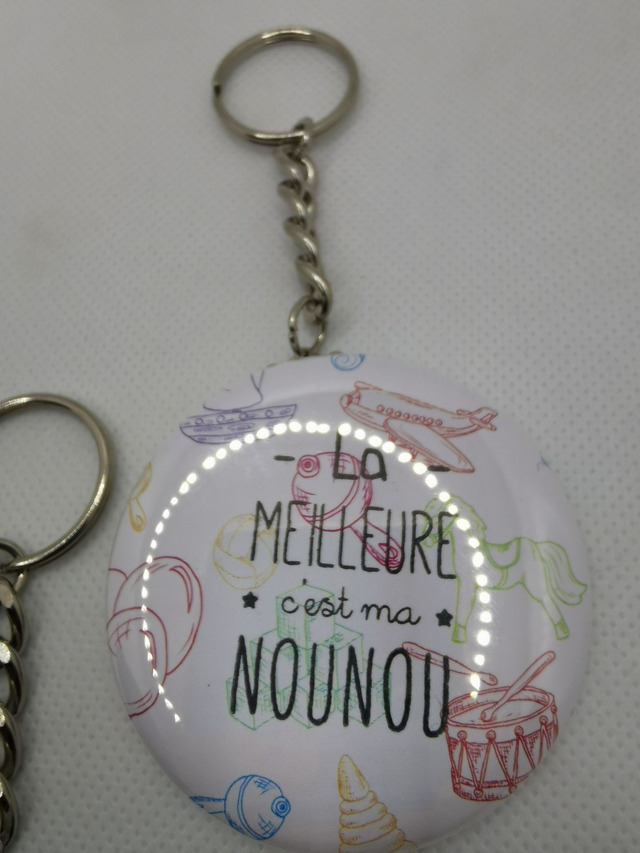 - La -
MEILLEURE
★ c'est ma ★
NOUNOU